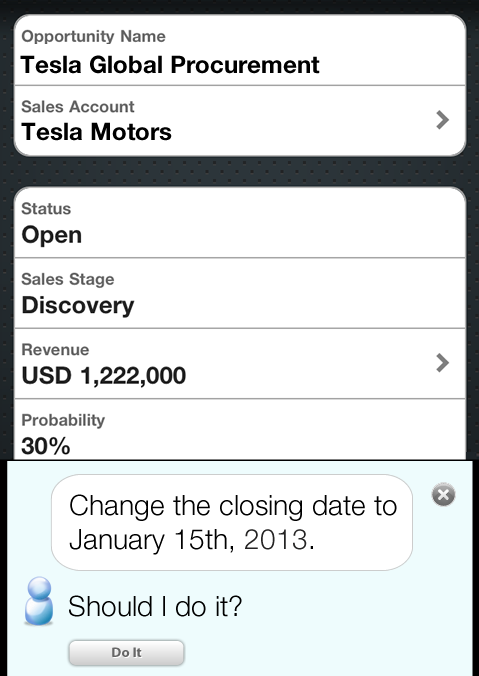 Opportunity Name
Tesla Global Procurement
Sales Account
Tesla Motors
Status
Open
Sales Stage
Discovery
Revenue
USD 1,222,000
Probability
30%
Change the closing date to
January 15th, 2013.
Should I do it?
Do It